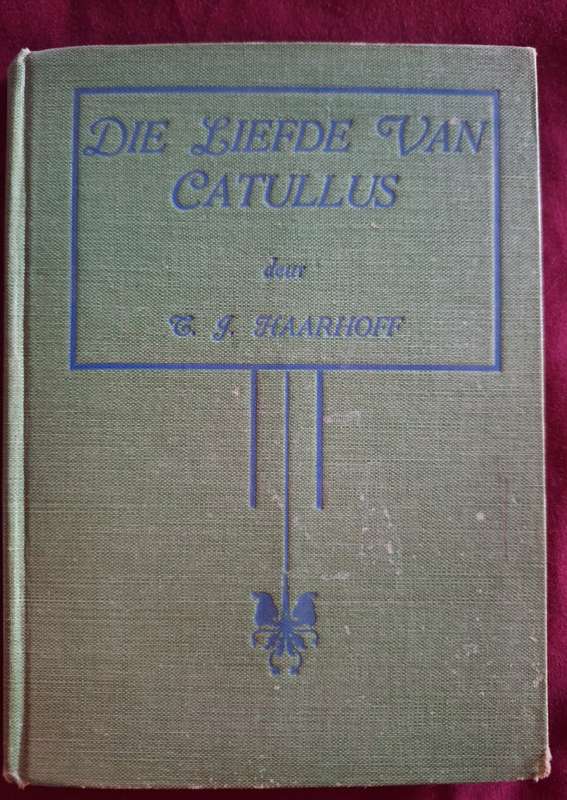 DIE LIEFDE VAN
CATULLUS
deur
T. J. HAARHOFF